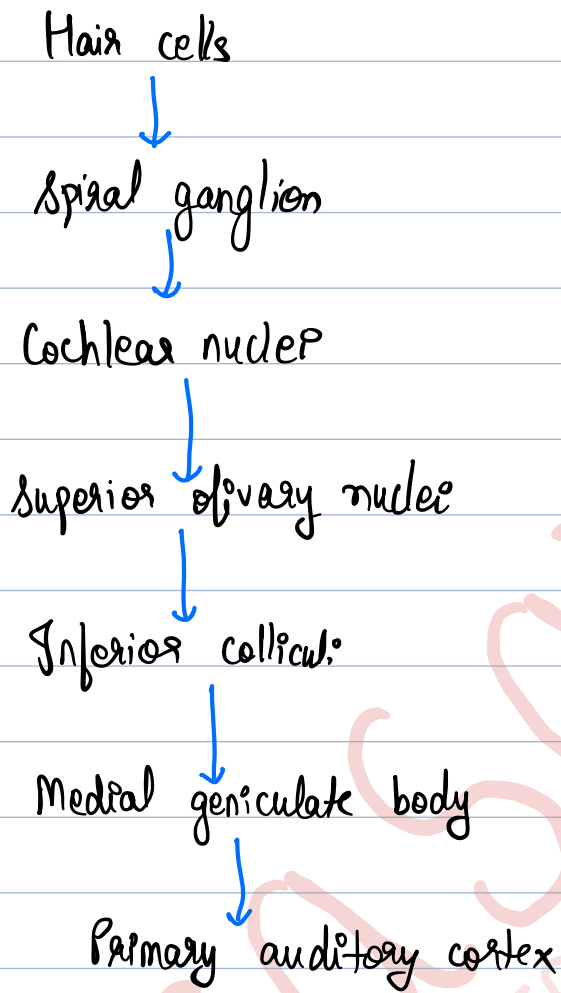 Hair cells
Spiral ganglion
Cochlear nuclei
Superior olivary nuclei
Inferior colliculi
Medial geniculate body
Primary auditory cortex